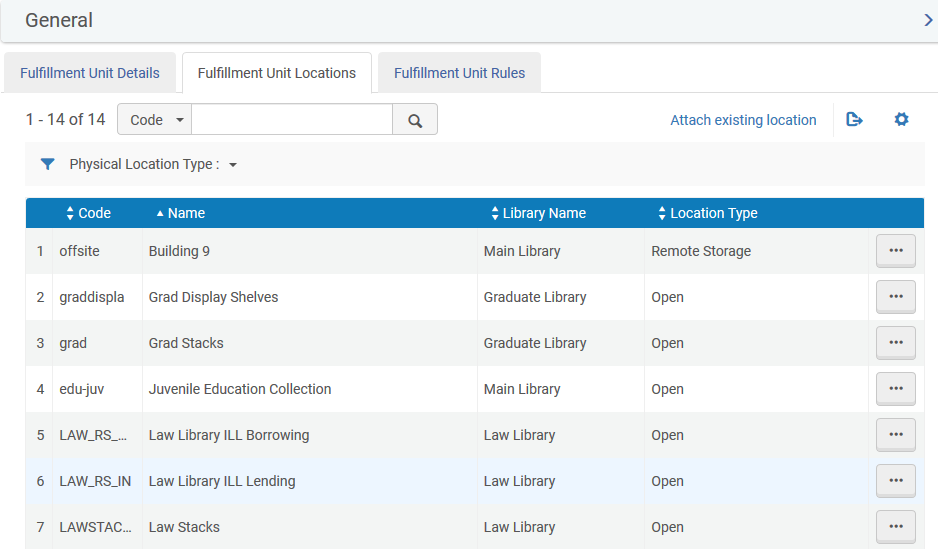 General
Fulfillment Unit Details Fulfillment Unit Locations Fulfillment Unit Rules
1 - 14 of 14 Code Attach existing location
Physical Location Type :
Code Name Library Name Location Type
1 offsite Building 9 Main Library Remote Storage
2 graddispla Grad Display Shelves Graduate Library Open
3 grad Grad Stacks Graduate Library Open
4 edu-juv Juvenile Education Collection Main Library Open
5 LAW_RS_... Law Library ILL Borrowing Law Library Open
6 LAW_RS_IN Law Library ILL Lending Law Library Open
7 LAWSTAC... Law Stacks Law Library Open